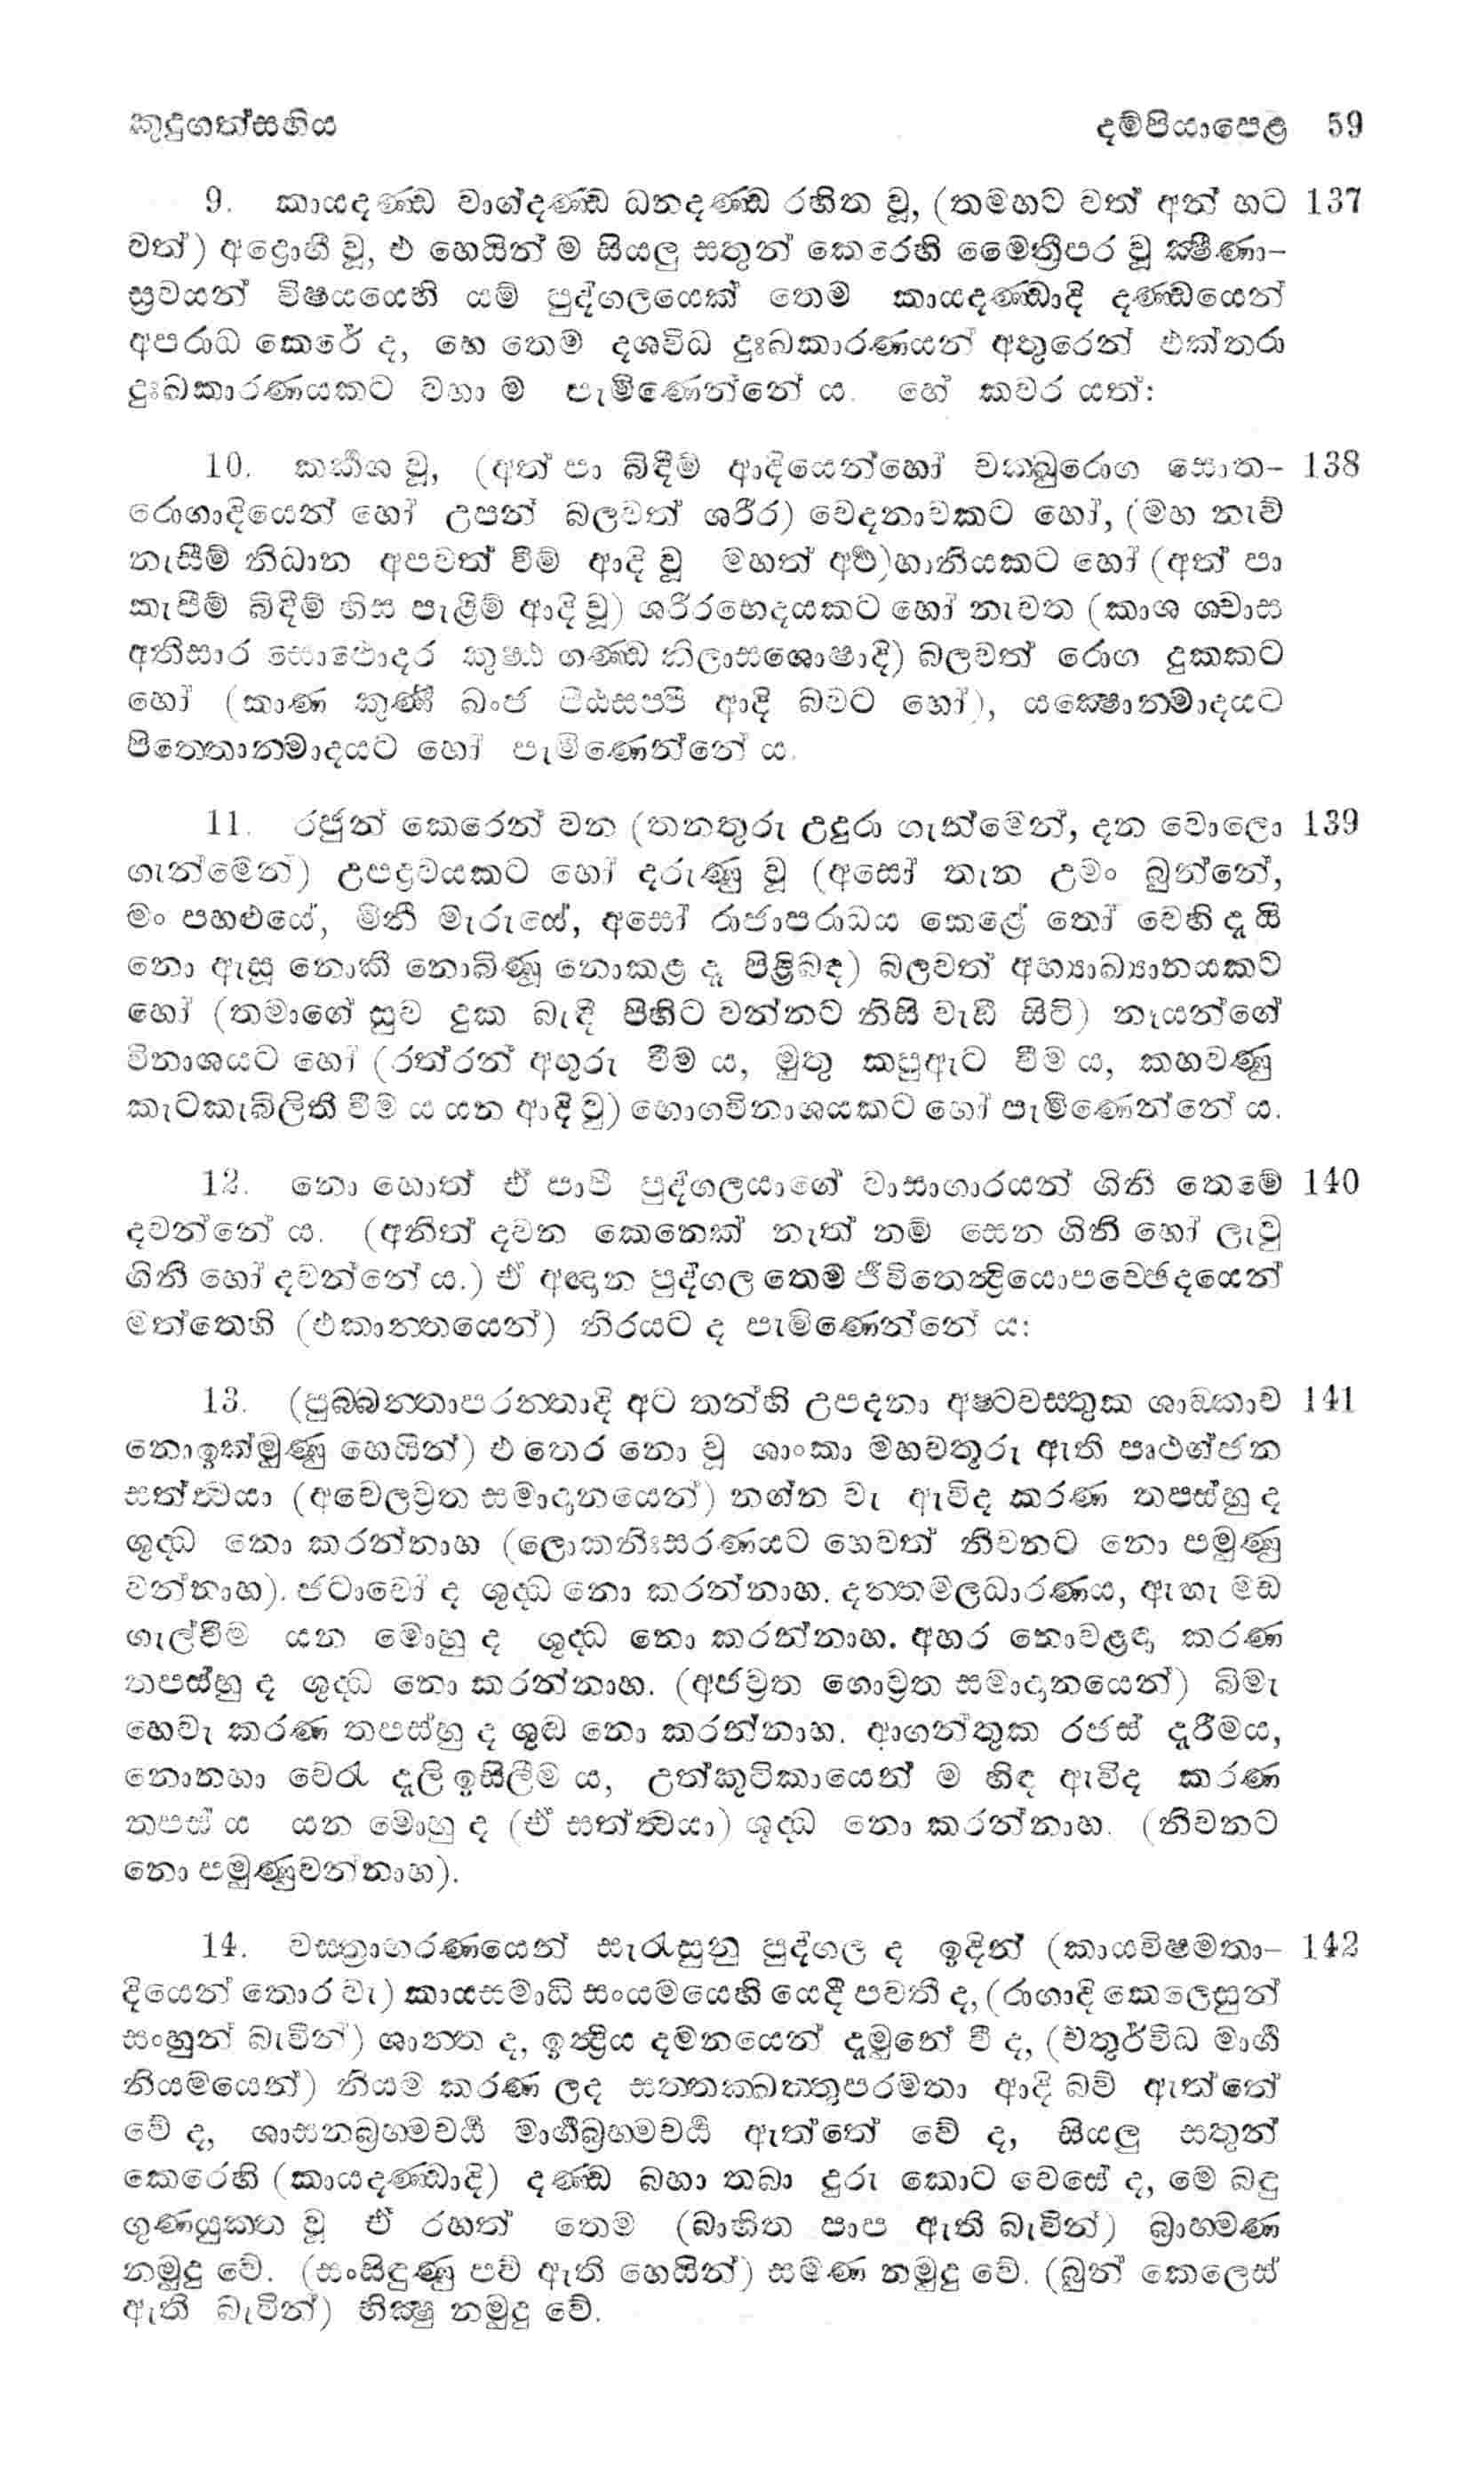 කුදුගත්සඟිය දම්පියාපෙළ 59
9. කායදණ්ඩ වාග්දණ්ඩ ධනදණ්ඩ රහිත වූ, (තමහට වත් අන් හට 137
වත්) අද්‍රොහී වූ, එ හෙයින් ම සියලු සතුන් කෙරෙහි මෛත්‍රීපර වූ ක්‍ෂීණා-
ස්‍රවයන් විෂයයෙහි යම් පුද්ගලයෙක් තෙම කායදණ්ඩාදි දණ්ඩයෙන්
අපරාධ කෙරේ ද, හෙ තෙම දශවිධ දුඃඛකාරණයන් අතුරෙන් එක්තරා
දුඃඛකාරණයකට වහා ම පැමිණෙන්නේ ය. හේ කවර යත්:
10. කර්කශ වූ, (අත් පා බිඳීම් ආදියෙන්හෝ චක්ඛුරොග සොත- 138
රොගාදියෙන් හෝ උපන් බලවත් ශරීර) වෙදනාවකට හෝ, (මහ නැව්
නැසීම් නිධාන අපවත් වීම් ආදි වූ මහත් අර්‍ථ)හානියකට හෝ (අත් පා
කැපීම් බිඳීම් හිස පැළීම් ආදි වූ) ශරීරභෙදයකට හෝ නැවත (කාශ ශ්වාස
අතිසාර සොඵොදර කුෂ්ඨ ගණ්ඩ කිලාසශොෂාදි) බලවත් රොග දුකකට
හෝ (කාණ කුණී ඛංජ පීඨසප්පී ආදි බවට හෝ), යක්‍ෂොන්මාදයට
පිත්තොන්මාදයට හෝ පැමිණෙන්නේ ය.
11. රජුන් කෙරෙන් වන (තනතුරු උදුරා ගැන්මෙන්, දන වොලො 139
ගැන්මෙන්) උපද්‍රවයකට හෝ දරුණු වූ (අසෝ තැන උමං බුන්නේ,
මං පහළුයේ, මිනී මැරුයේ, අසෝ රාජාපරාධය කෙළේ තෝ වෙහි දැ යි
නො ඇසූ නොකී නොබිණූ නොකළ දෑ පිළිබඳ) බලවත් අභ්‍යාඛ්‍යානයකට
හෝ (තමාගේ සුව දුක බැඳී පිහිට වන්නට නිසි වැඞී සිටි) නෑයන්ගේ
විනාශයට හෝ (රත්රන් අඟුරු වීම ය, මුතු කපුඇට වීම ය, කහවණු
කැටකැබිලිති වීම ය යන ආදි වූ) භොගවිනාශයකට හෝ පැමිණෙන්නේ ය.
12. නො හොත් ඒ පාපී පුද්ගලයාගේ වාසාගාරයන් ගිනි තෙමේ 140
දවන්නේ ය. (අනිත් දවන කෙනෙක් නැත් නම් සෙන ගිනි හෝ ලැවු
ගිනි හෝ දවන්නේ ය.) ඒ අඥාන පුද්ගල තෙම ජීවිතෙන්‍ද්‍රියොපච්ඡෙදයෙන්
මත්තෙහි (එකාන්තයෙන්) නිරයට ද පැමිණෙන්නේ ය:
13. (පුබ්බන්තාපරන්තාදි අට තන්හි උපදනා අෂ්ටවස්තුක ශාඞ්කාව 141
නොඉක්මුණු හෙයින්) එ තෙර නො වූ ශාංකා මහවතුරු ඇති පෘථග්ජන
සත්ත්‍වයා (අචෙලව්‍රත සමාදානයෙන්) නග්න වැ ඇවිද කරණ තපස්හු ද
ශුද්ධ නො කරන්නාහ (ලොකනිඃසරණයට හෙවත් නිවනට නො පමුණු
වන්නාහ). ජටාවෝ ද ශුද්ධ නො කරන්නාහ. දන්තමලධාරණය, ඇඟැ මඩ
ගැල්වීම යන මොහු ද ශුද්ධ නො කරන්නාහ. අහර නොවළඳා කරණ
තපස්හු ද ශුද්ධ නො කරන්නාහ. (අජව්‍රත ගොව්‍රත සමාදානයෙන්) බිමැ
හෙවැ කරණ තපස්හු ද ශුඬ නො කරන්නාහ. ආගන්තුක රජස් දැරීමය,
නොනහා වෙරැ දැලි ඉසිලීම ය, උත්කුටිකායෙන් ම හිඳ ඇවිද කරණ
තපස් ය යන මොහු ද (ඒ සත්ත්‍වයා) ශුද්ධ නො කරන්නාහ. (නිවනට
නො පමුණුවන්නාහ).
14. වස්ත්‍රාභරණයෙන් සැරැසුනු පුද්ගල ද ඉදින් (කායවිෂමතා- 142
දියෙන් තොර වැ) කායසමාධි සංයමයෙහි යෙදී පවතී ද, (රාගාදි කෙලෙසුන්
සංහුන් බැවින්) ශාන්ත ද, ඉන්‍ද්‍රිය දමනයෙන් දැමුනේ වී ද, (චතුර්විධ මාර්‍ග
නියමයෙන්) නියම කරණ ලද සත්තක්ඛත්තුපරමතා ආදි බව් ඇත්තේ
වේ ද, ශාසනබ්‍රහ්මචර්‍ය්‍ය මාර්‍ගබ්‍රහ්මචර්‍ය්‍ය ඇත්තේ වේ ද, සියලු සතුන්
කෙරෙහි (කායදණ්ඩාදි) දණ්ඩ බහා තබා දුරු කොට වෙසේ ද, මෙ බඳු
ගුණයුක්ත වූ ඒ රහත් තෙම (බාහිත පාප ඇති බැවින්) බ්‍රාහ්මණ
නමුදු වේ. (සංසිඳුණු පව් ඇති හෙයින්) සමණ නමුදු වේ. (බුන් කෙලෙස්
ඇති බැවින්) භික්‍ෂු නමුදු වේ.